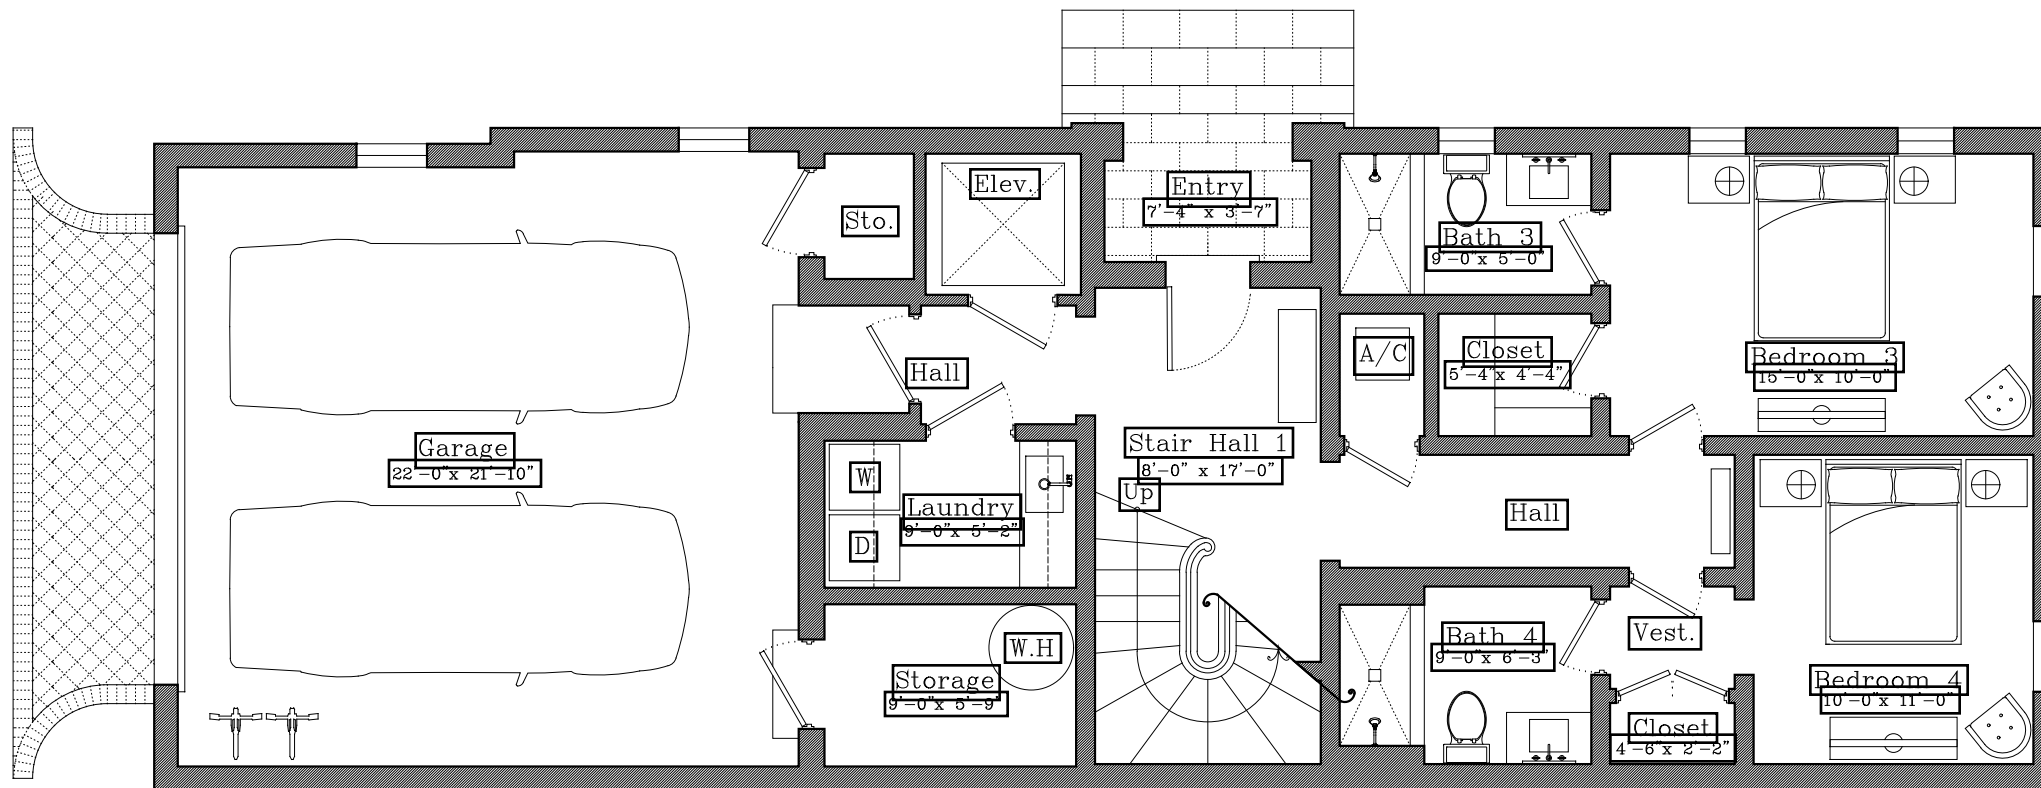 Elev.
Entry
7'-4" x 3'-7"
Sto.
Bath 3
9'-0"x 5'-0"
A/C
Closet
5'-4"x 4'-4"
Bedroom 3
15'-0"x 10'-0"
Hall
Garage
22'-0"x 21'-10"
Stair Hall 1
8'-0" x 17'-0"
Up
W
Laundry
9'-0"x 5'-2"
D
Hall
W.H
Storage
9'-0"x 5'-9"
Bath 4
9'-0"x 6'-3"
Vest.
Bedroom 4
10'-0"x 11'-0"
Closet
4'-6"x 2'-2"